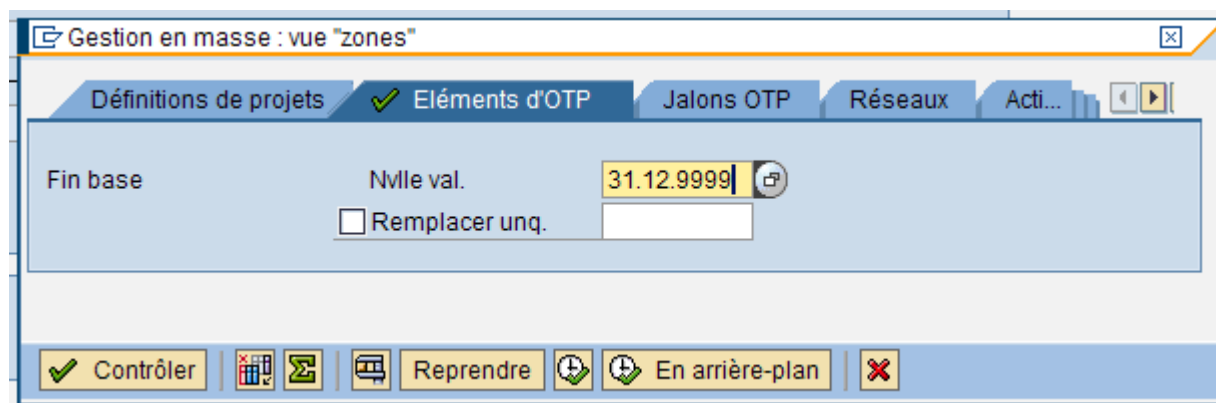 Gestion en masse : vue "zones"
Définitions de projets Eléments d'OTP Jalons OTP Réseaux Acti...
Fin base Nvlle val. 31.12.9999
Remplacer unq.
Contrôler Reprendre En arrière-plan